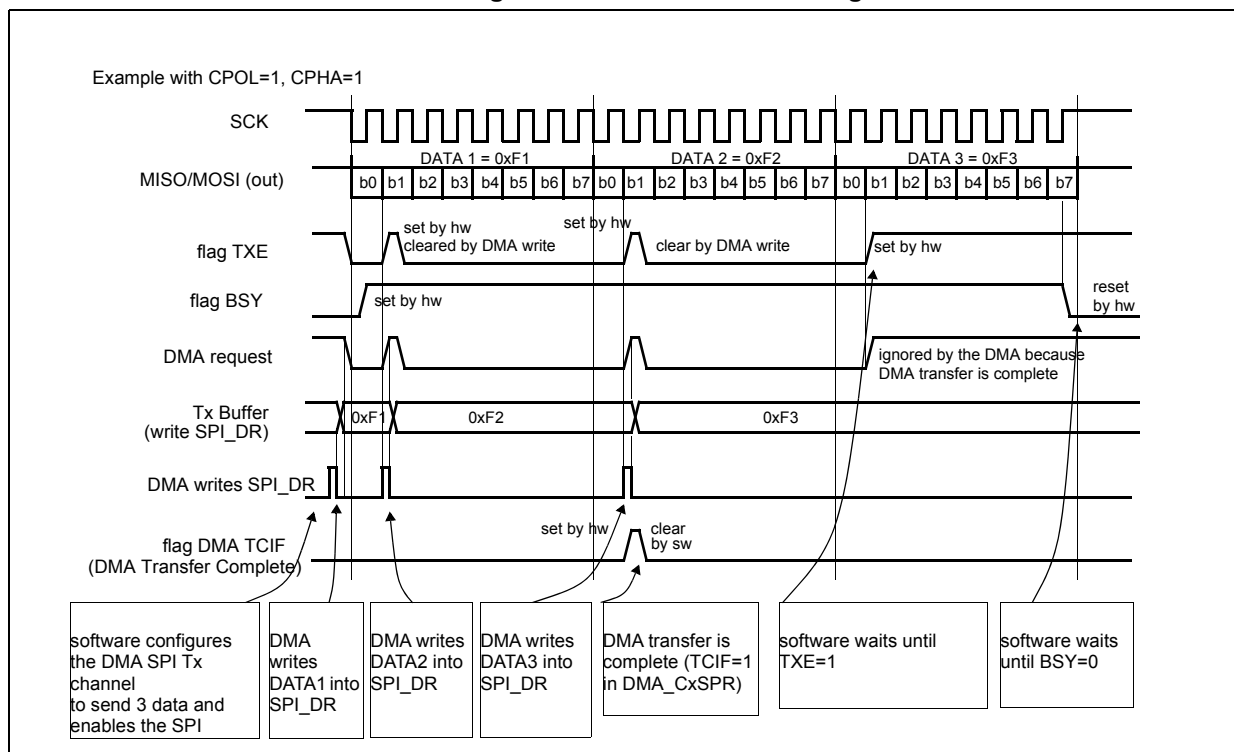 Example with CPOL=1, CPHA=1
SCK
DATA 1 = 0xF1
DATA 2 = 0xF2
DATA 3 = 0xF3
MISO/MOSI (out)
b0 b1 b2 b3 b4 b5 b6 b7 b0 b1 b2 b3 b4 b5 b6 b7 b0 b1 b2 b3 b4 b5 b6 b7
flag TXE
set by hw
cleared by DMA write
set by hw
clear by DMA write
set by hw
flag BSY
set by hw
reset
by hw
DMA request
ignored by the DMA because
DMA transfer is complete
Tx Buffer
(write SPI_DR)
0xF1
0xF2
0xF3
DMA writes SPI_DR
flag DMA TCIF
(DMA Transfer Complete)
set by hw
clear
by sw
software configures
the DMA SPI Tx
channel
to send 3 data and
enables the SPI
DMA
writes
DATA1 into
SPI_DR
DMA writes
DATA2 into
SPI_DR
DMA writes
DATA3 into
SPI_DR
DMA transfer is
complete (TCIF=1
in DMA_CxSPR)
software waits until
TXE=1
software waits
until BSY=0